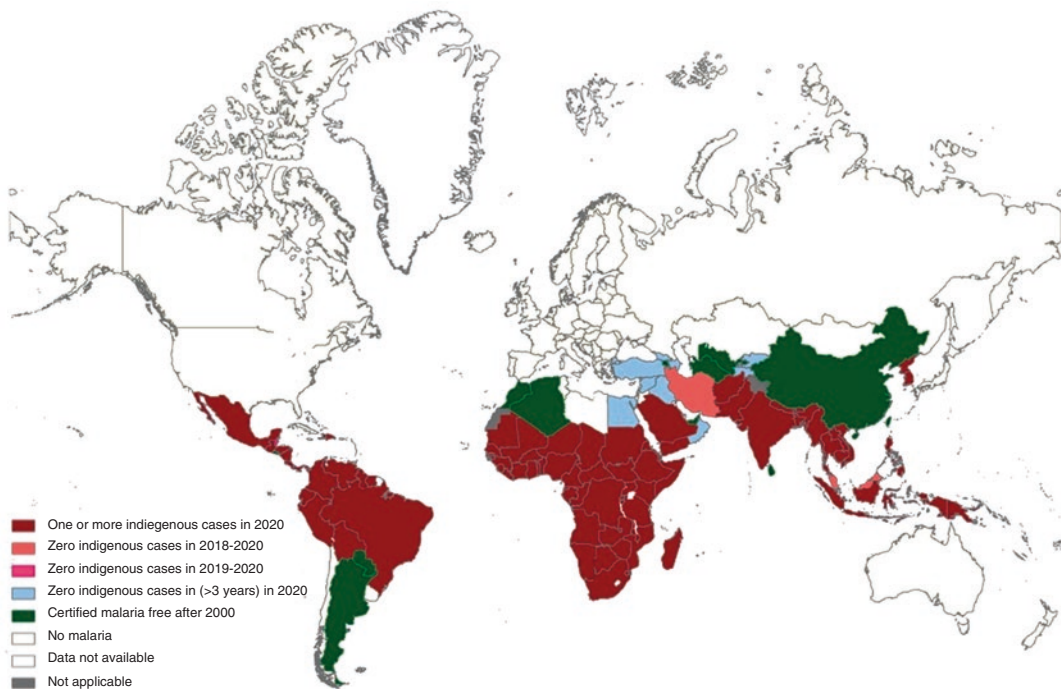 One or more indiegenous cases in 2020
Zero indigenous cases in 2018-2020
Zero indigenous cases in 2019-2020
Zero indigenous cases in (>3 years) in 2020
Certified malaria free after 2000
No malaria
Data not available
Not applicable